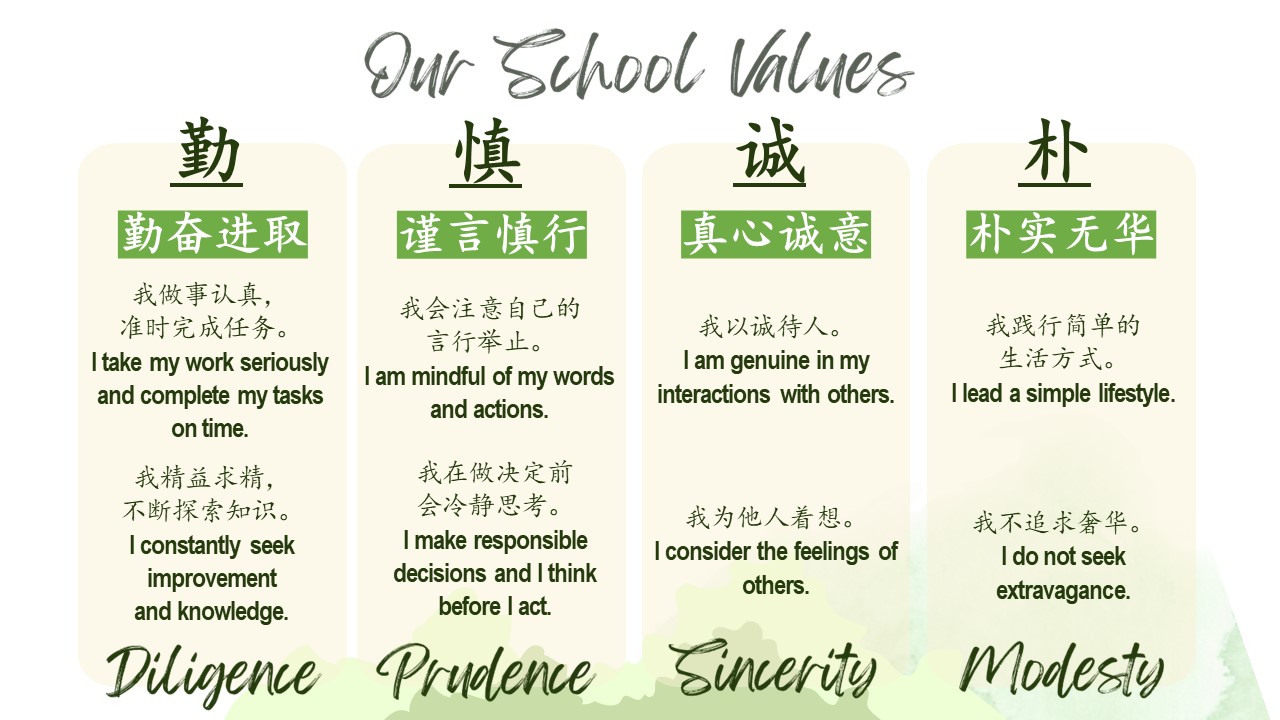 Our School Values
勤
勤奋进取
我做事认真，
准时完成任务。
I take my work seriously
and complete my tasks
on time.
我精益求精，
不断探索知识。
I constantly seek
improvement
and knowledge.
Diligence
慎
谨言慎行
我会注意自己的
言行举止。
I am mindful of my words
and actions.
我在做决定前
会冷静思考。
I make responsible
decisions and I think
before I act.
Prudence
诚
真心诚意
我以诚待人。
I am genuine in my
interactions with others.
我为他人着想。
I consider the feelings of
others.
Sincerity
朴
朴实无华
我践行简单的
生活方式。
I lead a simple lifestyle.
我不追求奢华。
I do not seek
extravagance.
Modesty